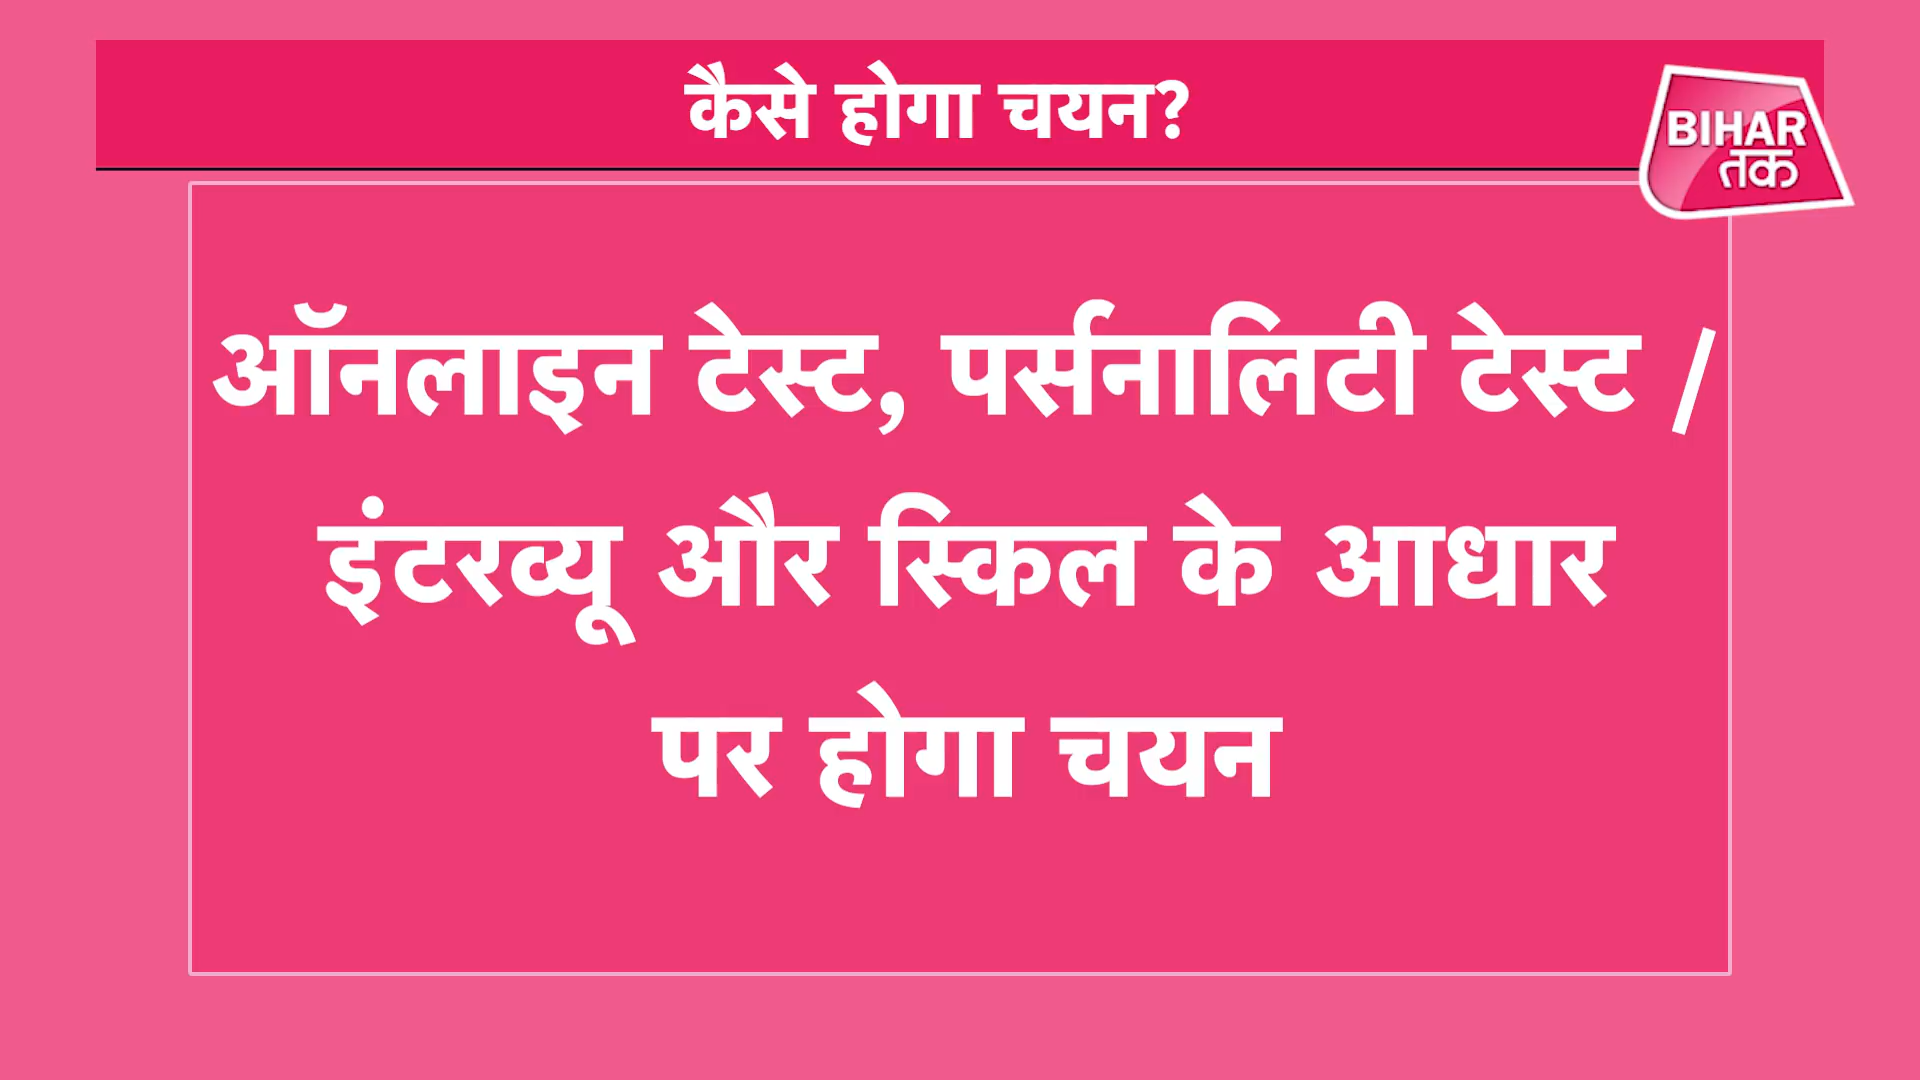 कैसे होगा चयन?
BIHAR
तक
ऑनलाइन टेस्ट, पर्सनालिटी टेस्ट /
इंटरव्यू और स्किल के आधार
पर होगा चयन